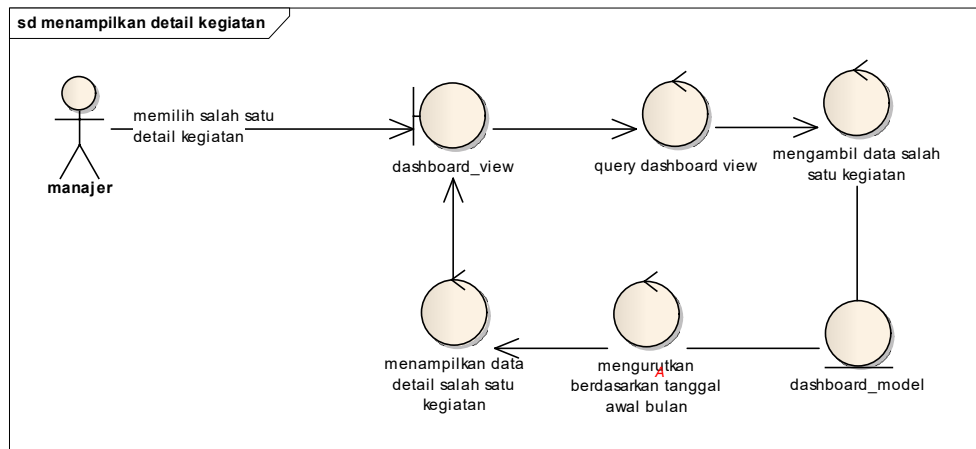 sd menampilkan detail kegiatan
memilih salah satu
detail kegiatan
manajer
dashboard_view
query dashboard view
mengambil data salah
satu kegiatan
menampilkan data
detail salah satu
kegiatan
mengurutkan
A
berdasarkan tanggal
awal bulan
dashboard_model